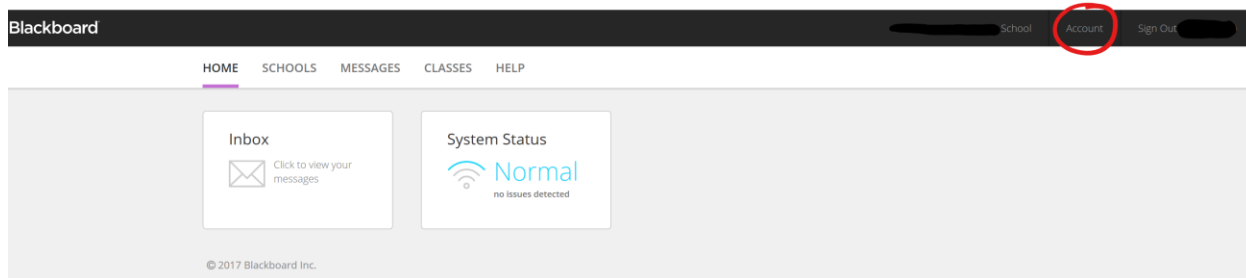 Blackboard School Account Sign Out
HOME SCHOOLS MESSAGES CLASSES HELP
Inbox
Click to view your
messages
System Status
Normal
no issues detected
© 2017 Blackboard Inc.